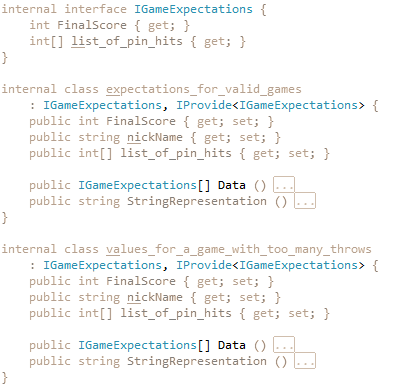 internal interface IGameExpectations {
    int FinalScore { get; }
    int[] list_of_pin_hits { get; }
}

internal class expectations_for_valid_games
    : IGameExpectations, IProvide<IGameExpectations> {
    public int FinalScore { get; set; }
    public string nickName { get; set; }
    public int[] list_of_pin_hits { get; set; }

    public IGameExpectations[] Data () ...
    public string StringRepresentation () ...
}

internal class values_for_a_game_with_too_many_throws
    : IGameExpectations, IProvide<IGameExpectations> {
    public int FinalScore { get; set; }
    public string nickName { get; set; }
    public int[] list_of_pin_hits { get; set; }

    public IGameExpectations[] Data () ...
    public string StringRepresentation () ...
}